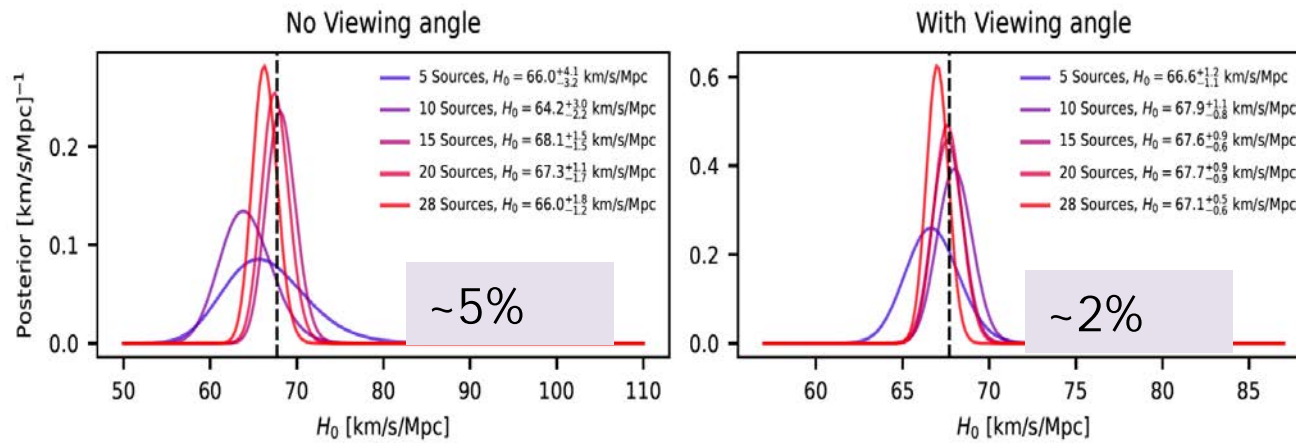 No Viewing angle
5 Sources, H₀ = 66.0⁺⁴·¹₋₃.₂ km/s/Mpc
10 Sources, H₀ = 64.2⁺³·⁰₋₂.₂ km/s/Mpc
15 Sources, H₀ = 68.1⁺¹·⁵₋₁.₅ km/s/Mpc
20 Sources, H₀ = 67.3⁺¹·¹₋₁.₇ km/s/Mpc
28 Sources, H₀ = 66.0⁺¹·⁸₋₁.₂ km/s/Mpc
Posterior [km/s/Mpc]⁻¹
0.2
0.1
0.0
~5%
50 60 70 80 90 100 110
H₀ [km/s/Mpc]
With Viewing angle
5 Sources, H₀ = 66.6⁺¹·²₋₁.₁ km/s/Mpc
10 Sources, H₀ = 67.9⁺¹·¹₋₀.₈ km/s/Mpc
15 Sources, H₀ = 67.6⁺⁰·⁹₋₀.₆ km/s/Mpc
20 Sources, H₀ = 67.7⁺⁰·⁹₋₀.₉ km/s/Mpc
28 Sources, H₀ = 67.1⁺⁰·⁵₋₀.₆ km/s/Mpc
0.6
0.4
0.2
0.0
~2%
60 65 70 75 80 85
H₀ [km/s/Mpc]